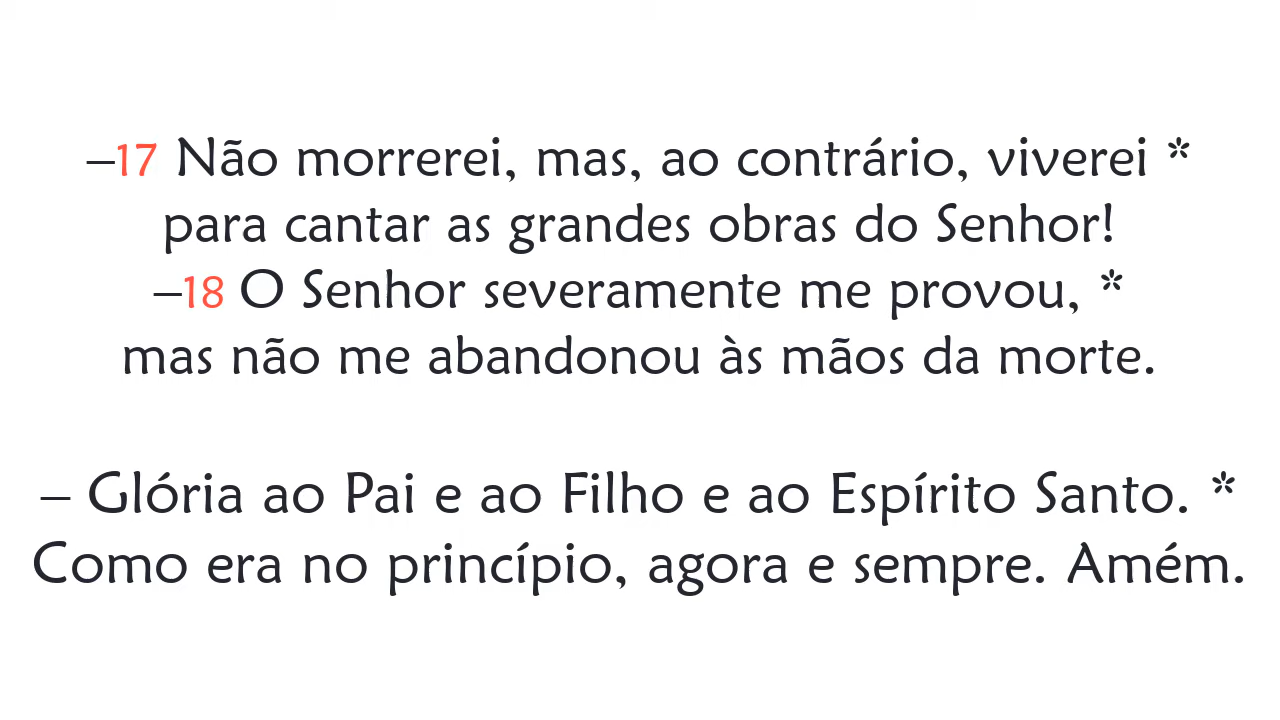 –17 Não morrerei, mas, ao contrário, viverei *
para cantar as grandes obras do Senhor!
–18 O Senhor severamente me provou, *
mas não me abandonou às mãos da morte.
– Glória ao Pai e ao Filho e ao Espírito Santo. *
Como era no princípio, agora e sempre. Amém.